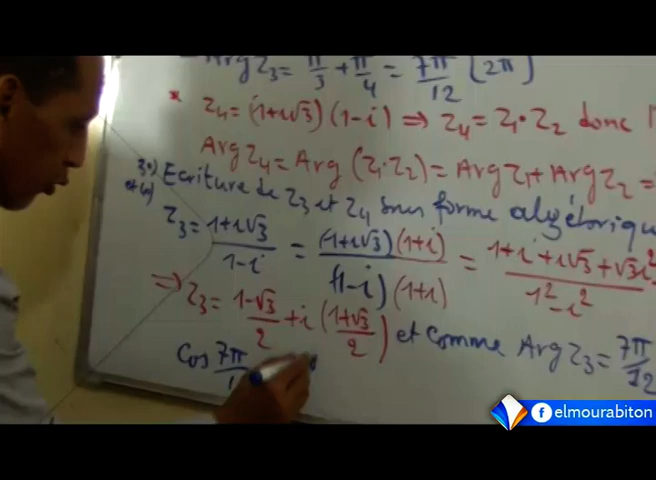 Arg Z₃ = π/3 + π/4 = 7π/12 (2π)
* Z₄ = (1+i√3)(1-i) ⇒ Z₄ = Z₁·Z₂ donc
Arg Z₄ = Arg (Z₁·Z₂) = Arg Z₁ + Arg Z₂ =
3°) Ecriture de Z₃ et Z₄ sous forme algébrique
et 4°)
Z₃ = (1+i√3)/(1-i) = (1+i√3)(1+i)/(1-i)(1+i) = (1+i+i√3+√3i²)/(1²-i²)
⇒ Z₃ = (1-√3)/2 + i((1+√3)/2) et comme Arg Z₃ = 7π/12
cos 7π/
elmourabiton